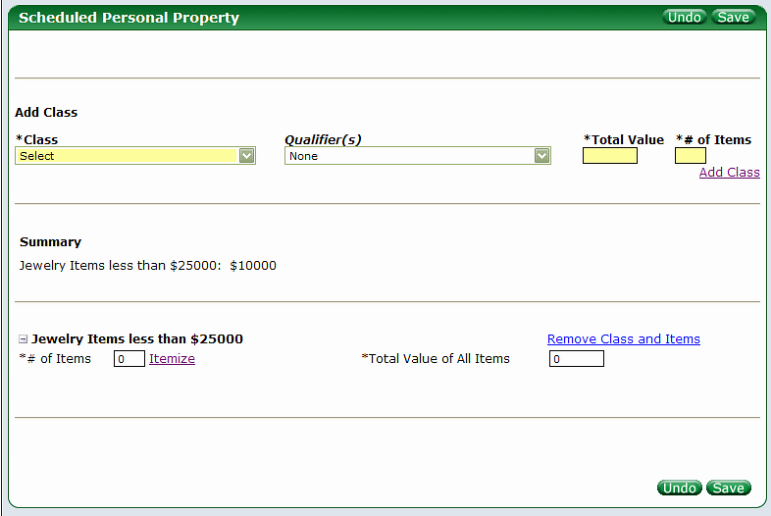 Scheduled Personal Property Undo Save
Add Class
*Class Qualifier(s) *Total Value *# of Items
Select None
Add Class
Summary
Jewelry Items less than $25000: $10000
Jewelry Items less than $25000 Remove Class and Items
*# of Items 0 Itemize *Total Value of All Items 0
Undo Save